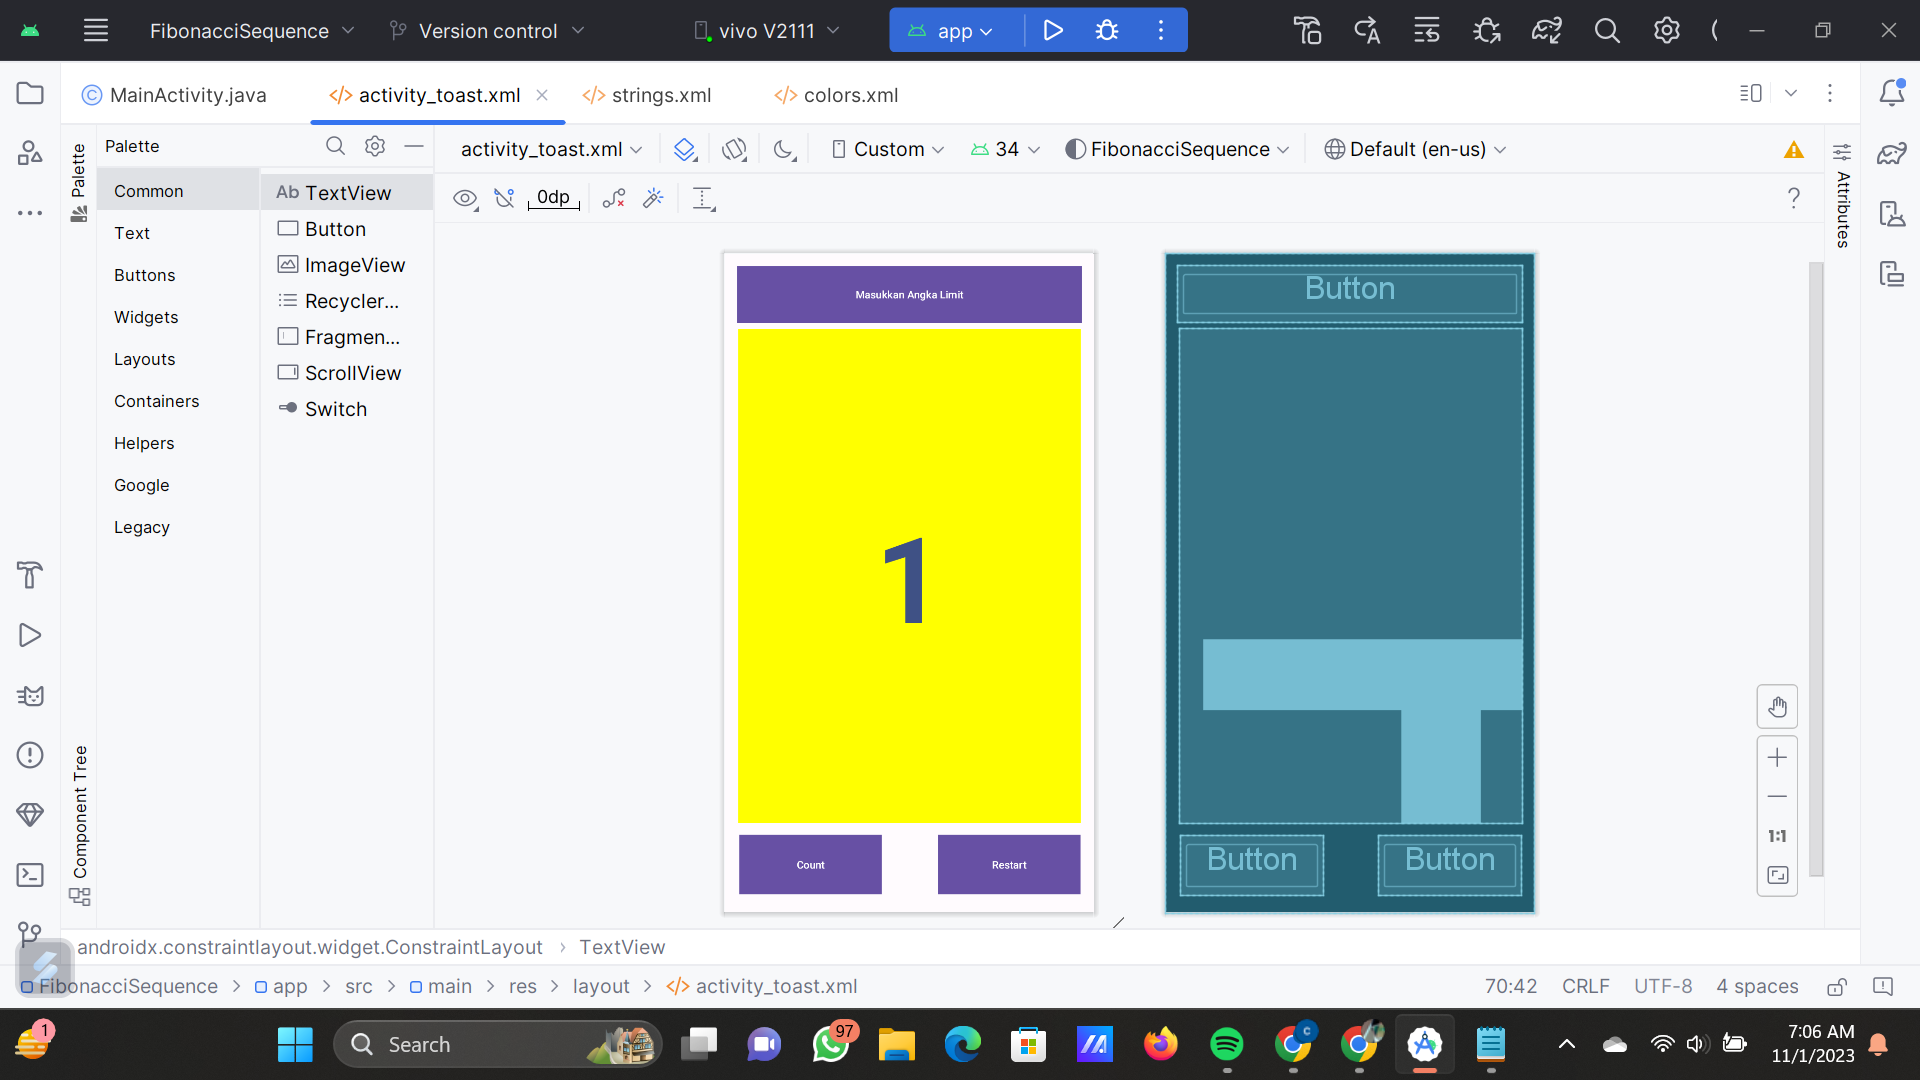 FibonacciSequence
Version control
vivo V2111
app
MainActivity.java
activity_toast.xml
strings.xml
colors.xml
Palette
Palette
activity_toast.xml
Custom
34
FibonacciSequence
Default (en-us)
0dp
?
Attributes
Common
Text
Buttons
Widgets
Layouts
Containers
Helpers
Google
Legacy
Ab TextView
Button
ImageView
Recycler...
Fragmen...
ScrollView
Switch
Masukkan Angka Limit
1
Count
Restart
Button
Button
Button
1:1
Component Tree
androidx.constraintlayout.widget.ConstraintLayout > TextView
FibonacciSequence > app > src > main > res > layout > activity_toast.xml
70:42 CRLF UTF-8 4 spaces
1
Search
97
C
7:06 AM
11/1/2023